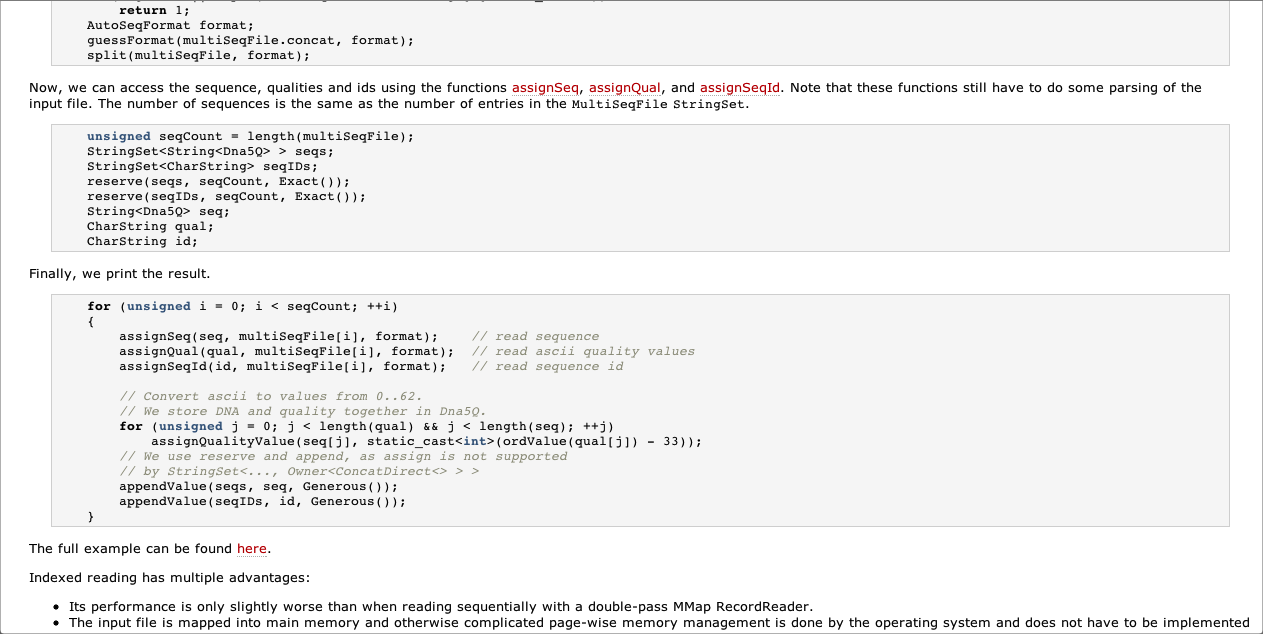 return 1;
AutoSeqFormat format;
guessFormat(multiSeqFile.concat, format);
split(multiSeqFile, format);
Now, we can access the sequence, qualities and ids using the functions assignSeq, assignQual, and assignSeqId. Note that these functions still have to do some parsing of the
input file. The number of sequences is the same as the number of entries in the MultiSeqFile StringSet.
unsigned seqCount = length(multiSeqFile);
StringSet<String<Dna5Q> > seqs;
StringSet<CharString> seqIDs;
reserve(seqs, seqCount, Exact());
reserve(seqIDs, seqCount, Exact());
String<Dna5Q> seq;
CharString qual;
CharString id;
Finally, we print the result.
for (unsigned i = 0; i < seqCount; ++i)
{
assignSeq(seq, multiSeqFile[i], format);    // read sequence
assignQual(qual, multiSeqFile[i], format);  // read ascii quality values
assignSeqId(id, multiSeqFile[i], format);   // read sequence id
// Convert ascii to values from 0..62.
// We store DNA and quality together in Dna5Q.
for (unsigned j = 0; j < length(qual) && j < length(seq); ++j)
assignQualityValue(seq[j], static_cast<int>(ordValue(qual[j]) - 33));
// We use reserve and append, as assign is not supported
// by StringSet<..., Owner<ConcatDirect<> > >
appendValue(seqs, seq, Generous());
appendValue(seqIDs, id, Generous());
}
The full example can be found here.
Indexed reading has multiple advantages:
• Its performance is only slightly worse than when reading sequentially with a double-pass MMap RecordReader.
• The input file is mapped into main memory and otherwise complicated page-wise memory management is done by the operating system and does not have to be implemented